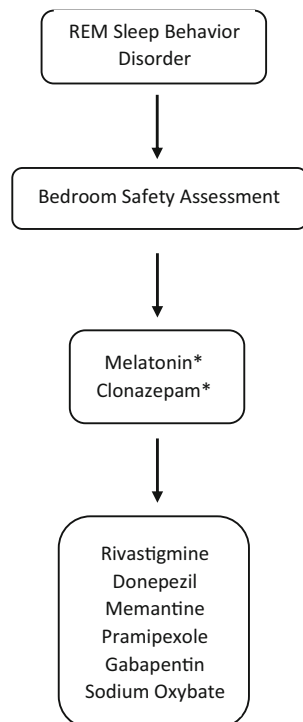 REM Sleep Behavior
Disorder
Bedroom Safety Assessment
Melatonin*
Clonazepam*
Rivastigmine
Donepezil
Memantine
Pramipexole
Gabapentin
Sodium Oxybate